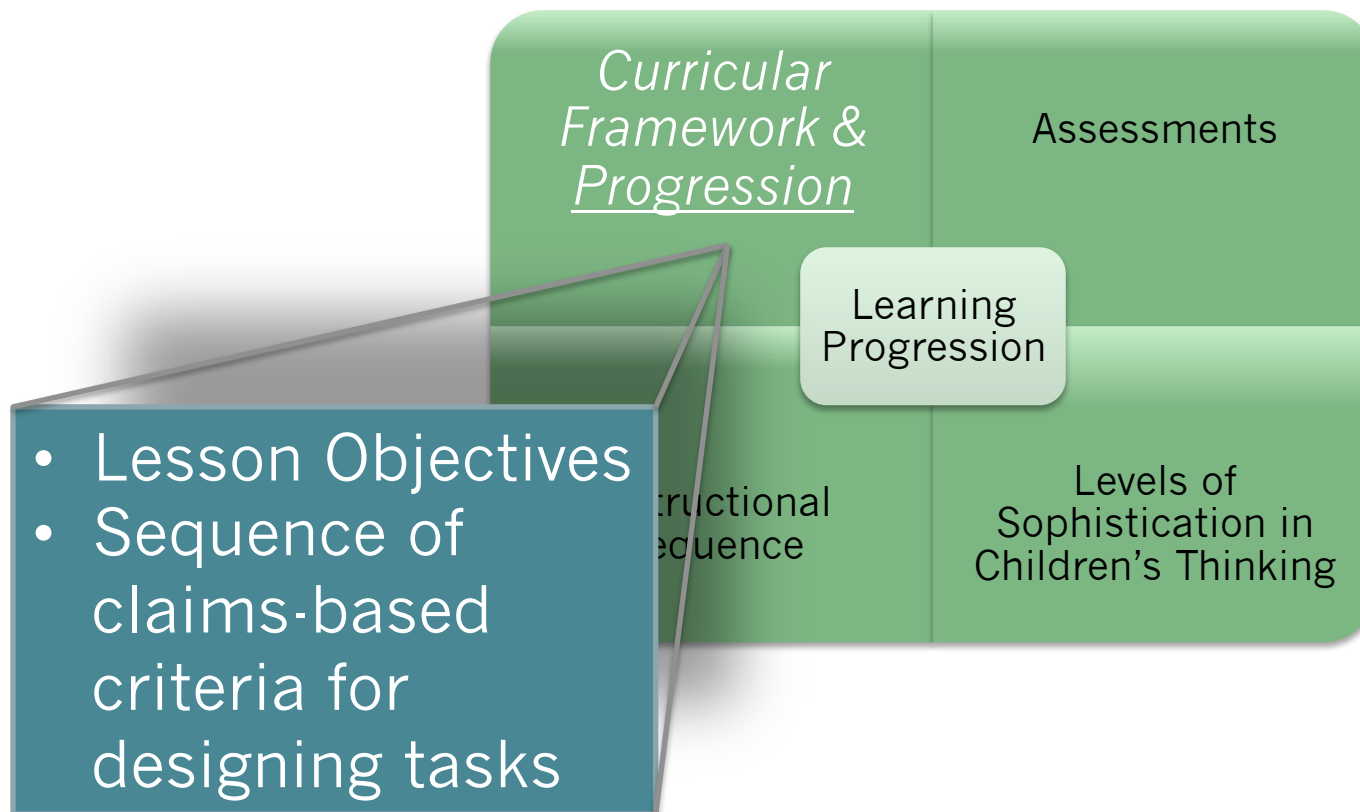 Curricular
Framework &
Progression
Assessments
Learning
Progression
• Lesson Objectives
• Sequence of
claims-based
criteria for
designing tasks
Levels of
Sophistication in
Children’s Thinking